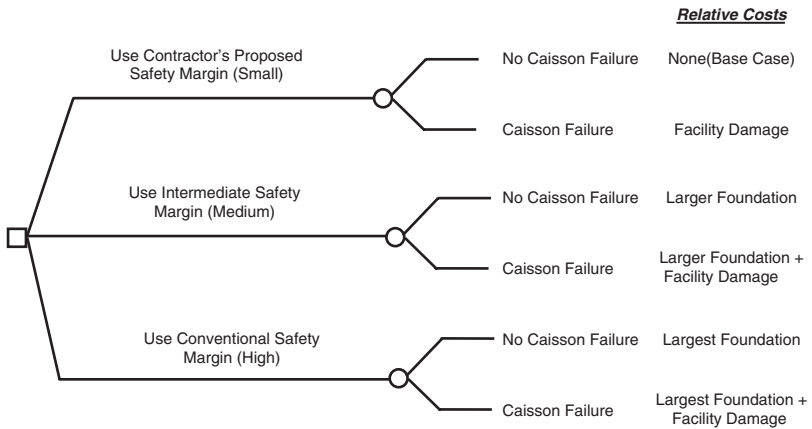 Relative Costs
Use Contractor's Proposed
Safety Margin (Small)
No Caisson Failure
None(Base Case)
Caisson Failure
Facility Damage
Use Intermediate Safety
Margin (Medium)
No Caisson Failure
Larger Foundation
Caisson Failure
Larger Foundation +
Facility Damage
Use Conventional Safety
Margin (High)
No Caisson Failure
Largest Foundation
Caisson Failure
Largest Foundation +
Facility Damage